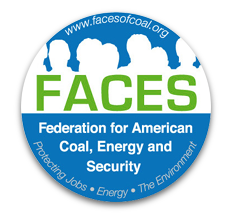 www.facesofcoal.org
FACES
Federation for American
Coal, Energy and
Security
Protecting Jobs • Energy • The Environment